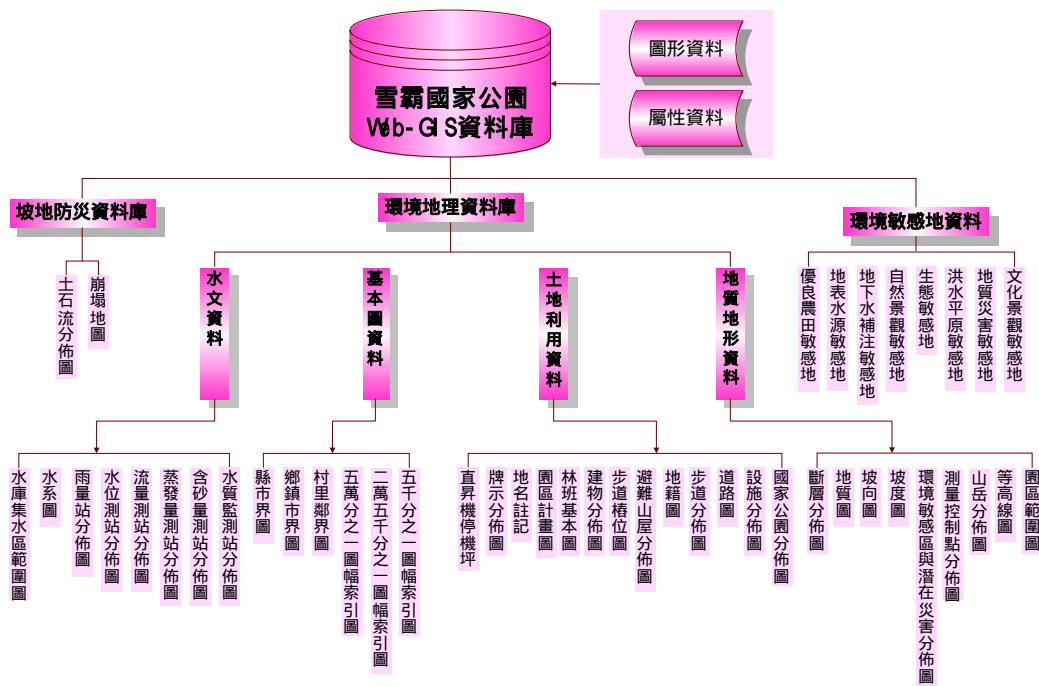 圖形資料
屬性資料
雪霸國家公園
Web-GIS資料庫
坡地防災資料庫
環境地理資料庫
環境敏感地資料
土石流分佈圖
崩塌地圖
水文資料
基本圖資料
土地利用資料
地質地形資料
優良農田敏感地
地表水源敏感地
地下水補注敏感地
自然景觀敏感地
生態敏感地
洪水平原敏感地
地質災害敏感地
文化景觀敏感地
水庫集水區範圍圖
水系圖
雨量站分佈圖
水位測站分佈圖
流量測站分佈圖
蒸發量測站分佈圖
含砂量測站分佈圖
水質監測站分佈圖
縣市界圖
鄉鎮市界圖
村里鄰界圖
五萬分之一圖幅索引圖
二萬五千分之一圖幅索引圖
五千分之一圖幅索引圖
直昇機停機坪
牌示分佈圖
地名註記
園區計畫圖
林班基本圖
建物分佈圖
步道樁位圖
避難山屋分佈圖
地籍圖
步道分佈圖
道路圖
設施分佈圖
國家公園分佈圖
斷層分佈圖
地質圖
坡向圖
坡度圖
環境敏感區與潛在災害分佈圖
測量控制點分佈圖
山岳分佈圖
等高線圖
園區範圍圖